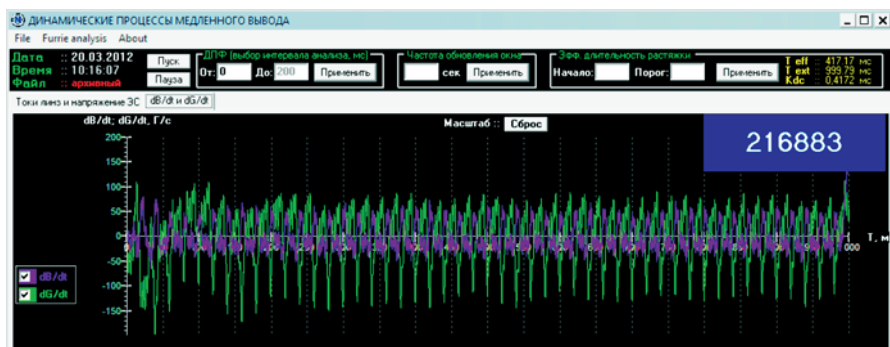 ДИНАМИЧЕСКИЕ ПРОЦЕССЫ МЕДЛЕННОГО ВЫВОДА
File Furrie analysis About
Дата :: 20.03.2012
Время :: 10:16:07
Файл :: архивный
Пуск
Пауза
ДПФ (выбор интервала анализа, мс)
От: 0 До: 200 Применить
Частота обновления окна
сек Применить
Эфф. длительность растяжки
Начало: Порог: Применить
T eff :: 417.17 мс
T ext :: 999.79 мс
Kdc :: 0,4172 мс
Токи линз и напряжение ЭС dB/dt и dG/dt
dB/dt; dG/dt, Г/с
Масштаб :: Сброс
216883
200
150
100
50
0
-50
-100
-150
T, м
dB/dt
dG/dt